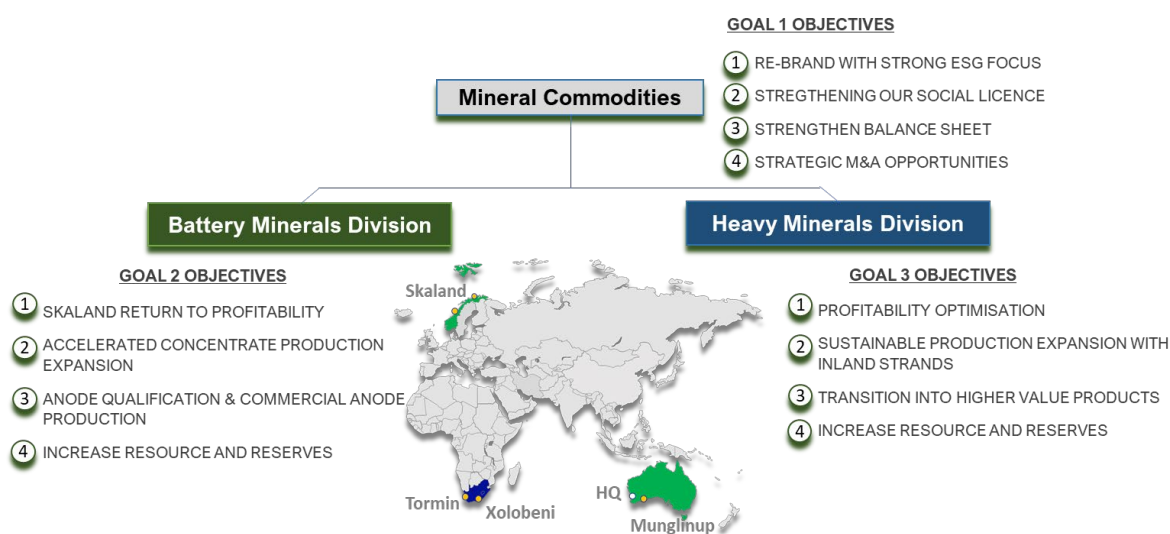 GOAL 1 OBJECTIVES
1 RE-BRAND WITH STRONG ESG FOCUS
2 STREGTHENING OUR SOCIAL LICENCE
3 STRENGTHEN BALANCE SHEET
4 STRATEGIC M&A OPPORTUNITIES
Mineral Commodities
Battery Minerals Division
Heavy Minerals Division
GOAL 2 OBJECTIVES
1 SKALAND RETURN TO PROFITABILITY
2 ACCELERATED CONCENTRATE PRODUCTION
EXPANSION
3 ANODE QUALIFICATION & COMMERCIAL ANODE
PRODUCTION
4 INCREASE RESOURCE AND RESERVES
Skaland
Tormin
Xolobeni
HQ
Munglinup
GOAL 3 OBJECTIVES
1 PROFITABILITY OPTIMISATION
2 SUSTAINABLE PRODUCTION EXPANSION WITH
INLAND STRANDS
3 TRANSITION INTO HIGHER VALUE PRODUCTS
4 INCREASE RESOURCE AND RESERVES